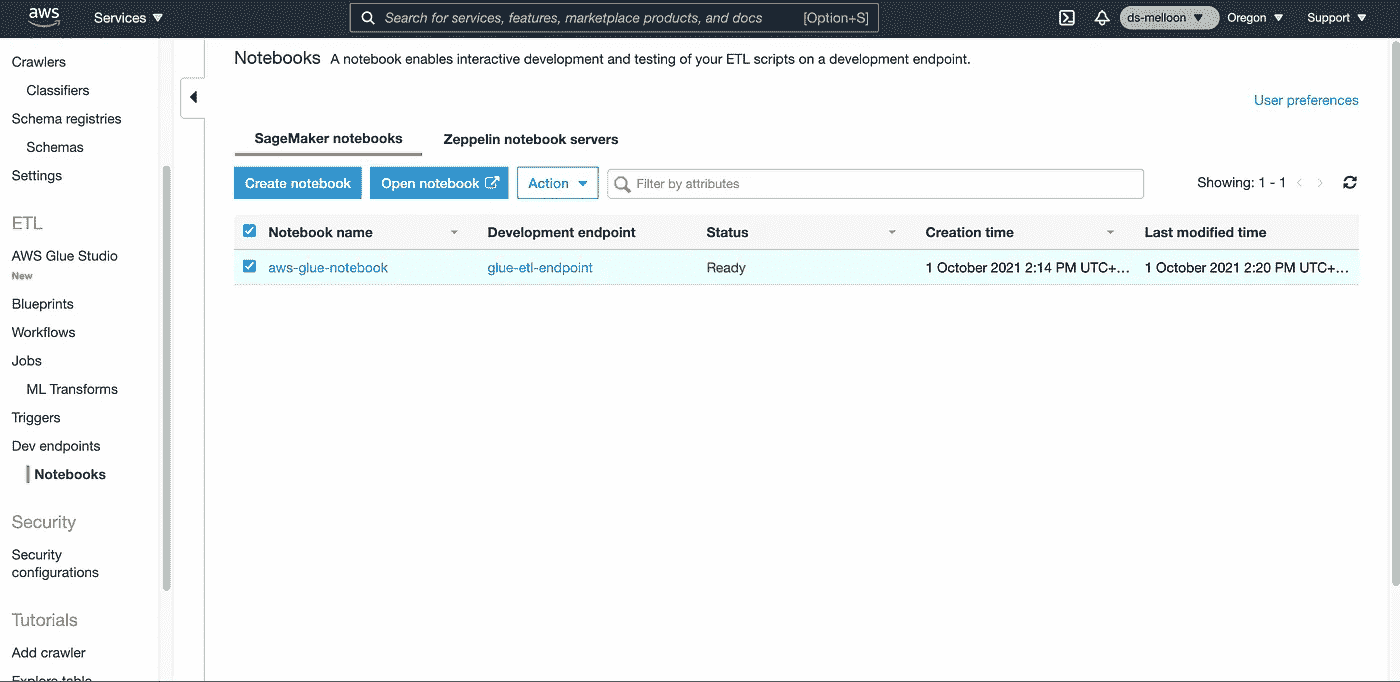 aws
Services
Search for services, features, marketplace products, and docs
[Option+S]
ds-melloon
Oregon
Support
Crawlers
Classifiers
Schema registries
Schemas
Settings
ETL
AWS Glue Studio
New
Blueprints
Workflows
Jobs
ML Transforms
Triggers
Dev endpoints
Notebooks
Security
Security
configurations
Tutorials
Add crawler
Explore table
Notebooks A notebook enables interactive development and testing of your ETL scripts on a development endpoint.
User preferences
SageMaker notebooks
Zeppelin notebook servers
Create notebook
Open notebook
Action
Filter by attributes
Showing: 1 - 1
Notebook name
Development endpoint
Status
Creation time
Last modified time
aws-glue-notebook
glue-etl-endpoint
Ready
1 October 2021 2:14 PM UTC+...
1 October 2021 2:20 PM UTC+...